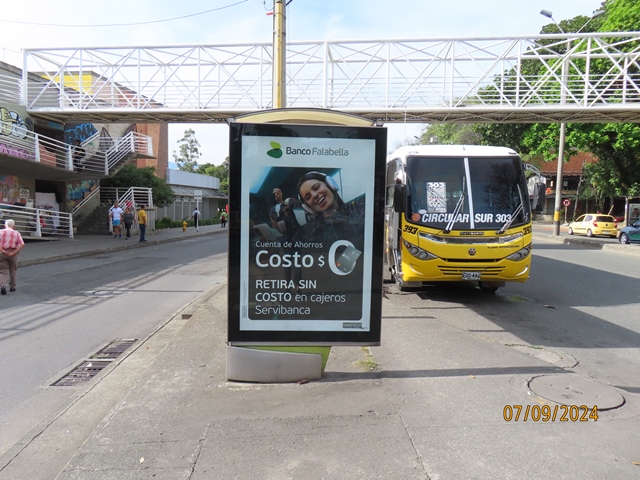 Banco Falabella
Cuenta de Ahorros
Costo $0
RETIRA SIN
COSTO en cajeros
Servibanca
CIRCULAR SUR 303
393
07/09/2024